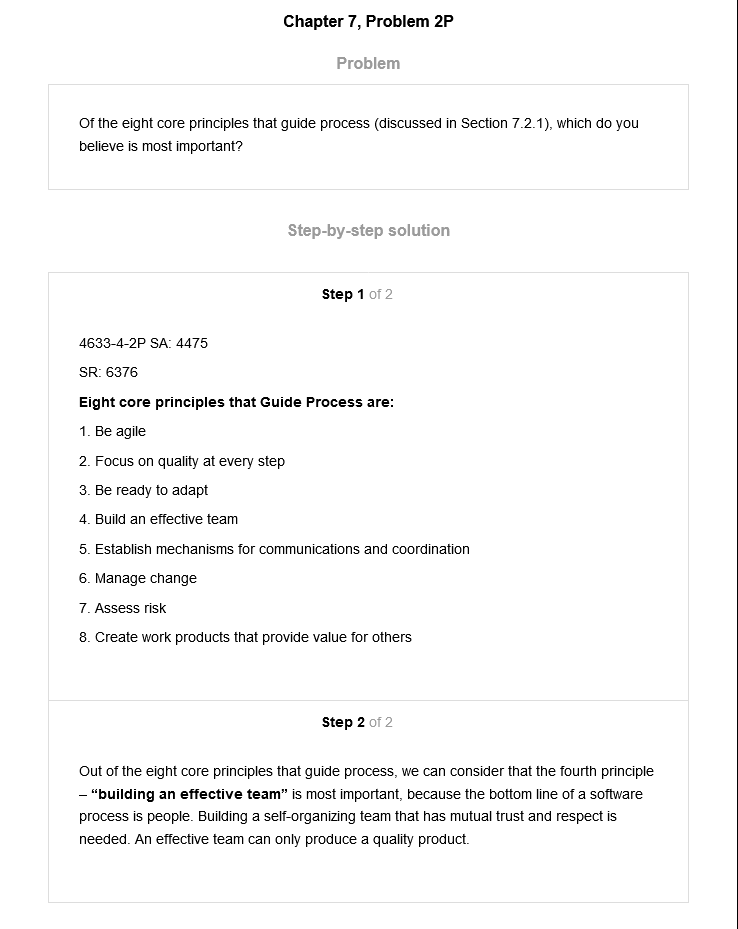 Chapter 7, Problem 2P
Problem
Of the eight core principles that guide process (discussed in Section 7.2.1), which do you
believe is most important?
Step-by-step solution
Step 1 of 2
4633-4-2P SA: 4475
SR: 6376
Eight core principles that Guide Process are:
1. Be agile
2. Focus on quality at every step
3. Be ready to adapt
4. Build an effective team
5. Establish mechanisms for communications and coordination
6. Manage change
7. Assess risk
8. Create work products that provide value for others
Step 2 of 2
Out of the eight core principles that guide process, we can consider that the fourth principle
– “building an effective team” is most important, because the bottom line of a software
process is people. Building a self-organizing team that has mutual trust and respect is
needed. An effective team can only produce a quality product.